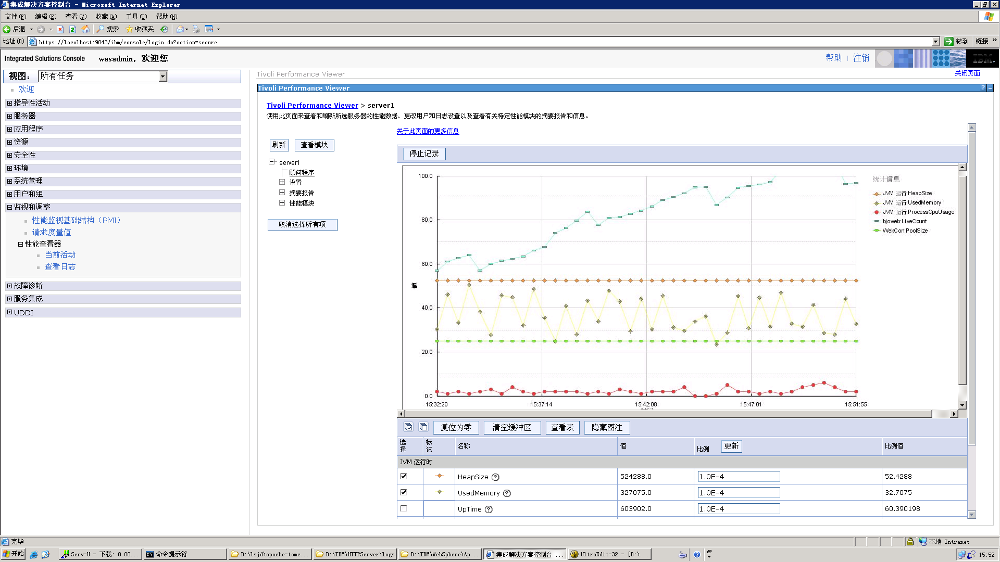 集成解决方案控制台 - Microsoft Internet Explorer
文件(F) 编辑(E) 查看(V) 收藏(A) 工具(T) 帮助(H)
后退 搜索 收藏夹
地址(D) https://localhost:9043/ibm/console/login.do?action=secure 转到 链接 »
Integrated Solutions Console wasadmin，欢迎您 帮助 注销 IBM.
视图： 所有任务
欢迎
指导性活动
服务器
应用程序
资源
安全性
环境
系统管理
用户和组
监视和调整
性能监视基础结构（PMI）
请求度量值
性能查看器
当前活动
查看日志
故障诊断
服务集成
UDDI
Tivoli Performance Viewer 关闭页面
Tivoli Performance Viewer ? –
Tivoli Performance Viewer > server1
使用此页面来查看和刷新所选服务器的性能数据、更改用户和日志设置以及查看有关特定性能模块的摘要报告和信息。
关于此页面的更多信息
刷新 查看模块
server1
顾问程序
设置
摘要报告
性能模块
取消选择所有项
停止记录
100.0
80.0
60.0
40.0
20.0
0.0
值
15:32:20 15:37:14 15:42:08 15:47:01 15:51:55
统计信息
JVM 运行:HeapSize
JVM 运行:UsedMemory
JVM 运行:ProcessCpuUsage
bjoweb:LiveCount
WebCon:PoolSize
复位为零 清空缓冲区 查看表 隐藏图注
选择 标记 名称 值 比例 更新 比例值
JVM 运行时
HeapSize ? 524288.0 1.0E-4 52.4288
UsedMemory ? 327075.0 1.0E-4 32.7075
UpTime ? 603902.0 1.0E-4 60.390198
完毕 本地 Intranet
开始 Serv-U - 下载: 0.00... 命令提示符 D:\lsjd\apache-tomc... D:\IBM\HTTPServer\logs D:\IBM\WebSphere\Ap... 集成解决方案控制台 ... UltraEdit-32 - [D:\... 15:52